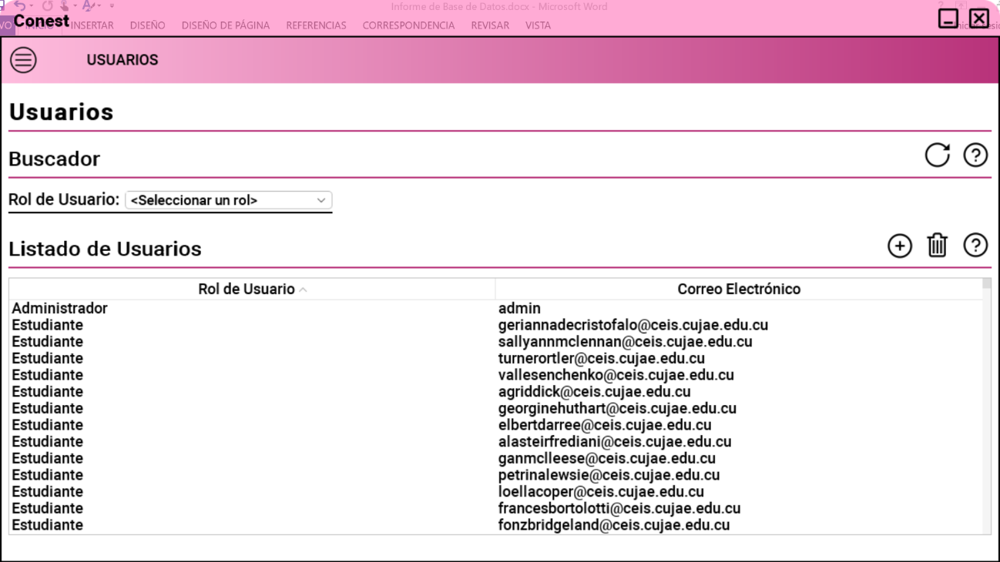 Informe de Base de Datos.docx - Microsoft Word
Conest
INICIO INSERTAR DISEÑO DISEÑO DE PÁGINA REFERENCIAS CORRESPONDENCIA REVISAR VISTA
USUARIOS
Usuarios
Buscador
Rol de Usuario: <Seleccionar un rol>
Listado de Usuarios
Rol de Usuario Correo Electrónico
Administrador admin
Estudiante geriannadecristofalo@ceis.cujae.edu.cu
Estudiante sallyannmclennan@ceis.cujae.edu.cu
Estudiante turnerortler@ceis.cujae.edu.cu
Estudiante vallesenchenko@ceis.cujae.edu.cu
Estudiante agriddick@ceis.cujae.edu.cu
Estudiante georginehuthart@ceis.cujae.edu.cu
Estudiante elbertdarree@ceis.cujae.edu.cu
Estudiante alasteirfrediani@ceis.cujae.edu.cu
Estudiante ganmclleese@ceis.cujae.edu.cu
Estudiante petrinalewsie@ceis.cujae.edu.cu
Estudiante loellacoper@ceis.cujae.edu.cu
Estudiante francesbortolotti@ceis.cujae.edu.cu
Estudiante fonzbridgeland@ceis.cujae.edu.cu